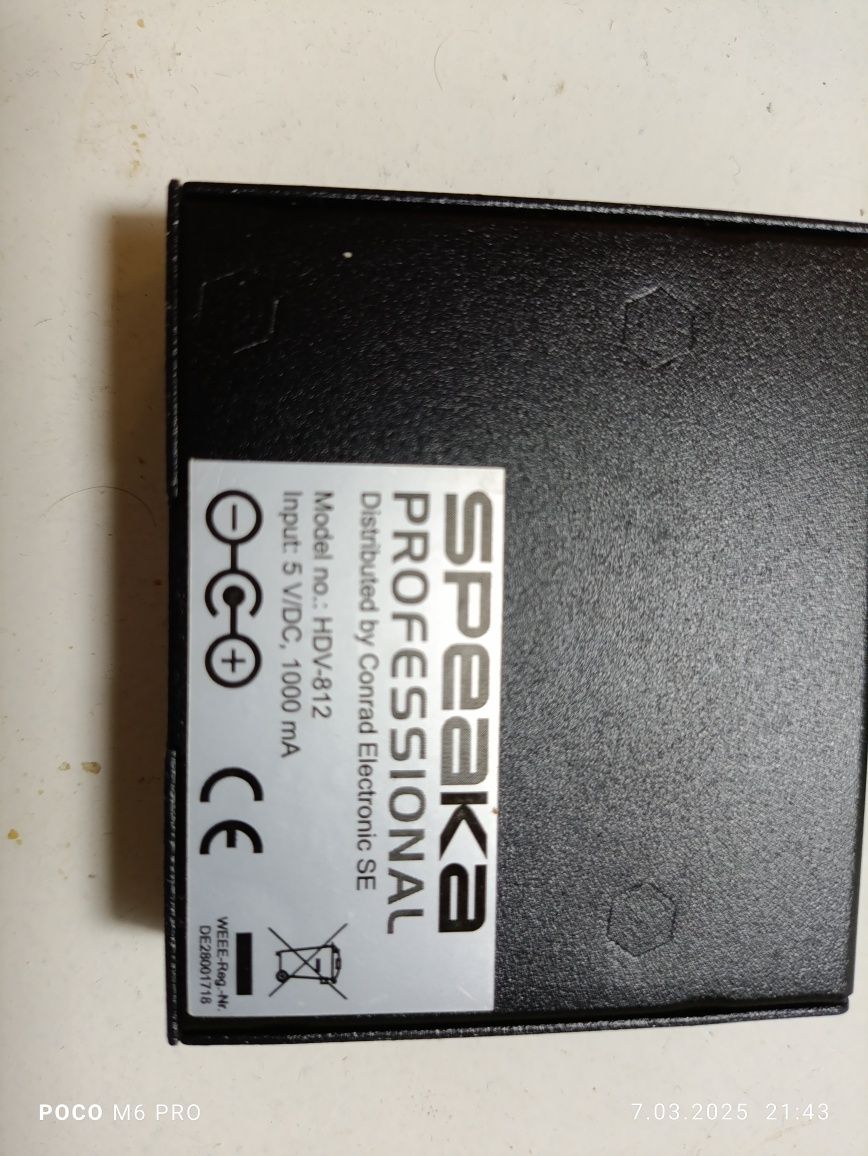 SPEAKA
PROFESSIONAL
Distributed by Conrad Electronic SE
Model no.: HDV-812
Input: 5 V/DC, 1000 mA
CE
WEEE-Reg.-Nr.
DE28001718
POCO M6 PRO
7.03.2025 21:43